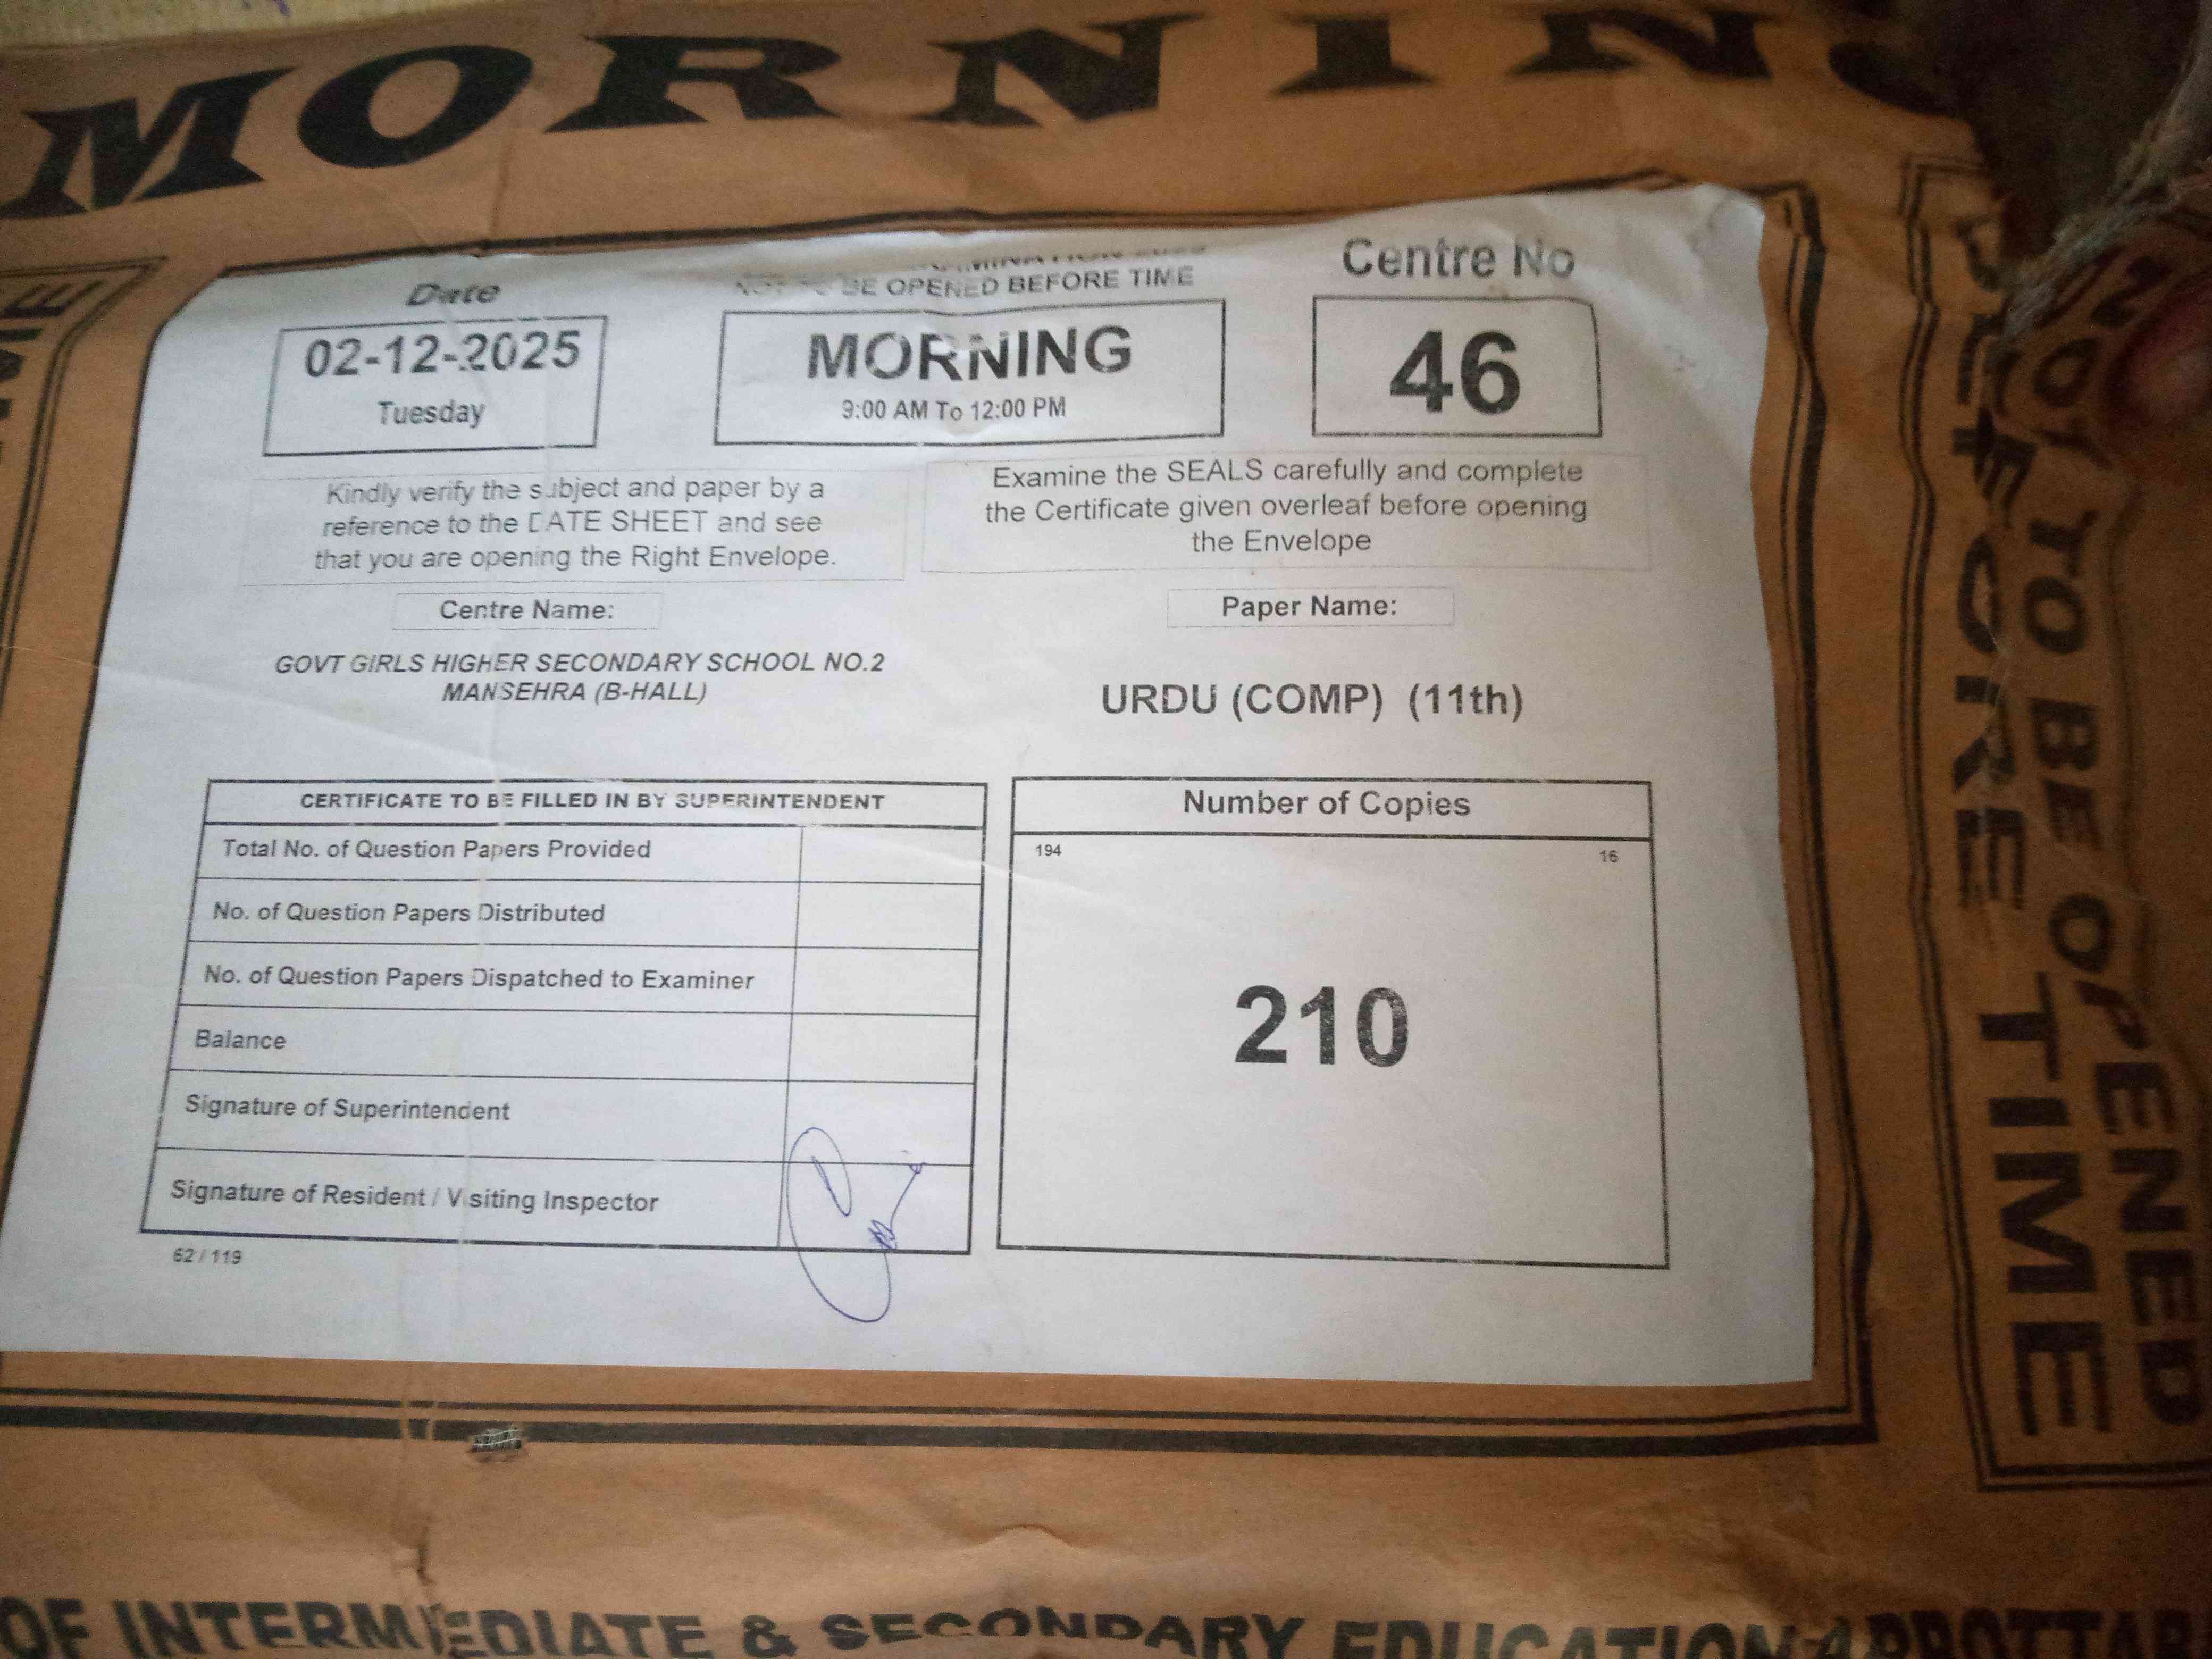 MORNIN
Date
02-12-2025
Tuesday
NOT TO BE OPENED BEFORE TIME
MORNING
9:00 AM To 12:00 PM
Centre No
46
Kindly verify the subject and paper by a
reference to the DATE SHEET and see
that you are opening the Right Envelope.
Examine the SEALS carefully and complete
the Certificate given overleaf before opening
the Envelope
Centre Name:
GOVT GIRLS HIGHER SECONDARY SCHOOL NO.2
MANSEHRA (B-HALL)
Paper Name:
URDU (COMP) (11th)
CERTIFICATE TO BE FILLED IN BY SUPERINTENDENT
Total No. of Question Papers Provided
No. of Question Papers Distributed
No. of Question Papers Dispatched to Examiner
Balance
Signature of Superintendent
Signature of Resident / Visiting Inspector
62 / 119
Number of Copies
194 16
210
NOT TO BE OPENED
BEFORE TIME
OF INTERMEDIATE & SECONDARY EDUCATION ABBOTTAB